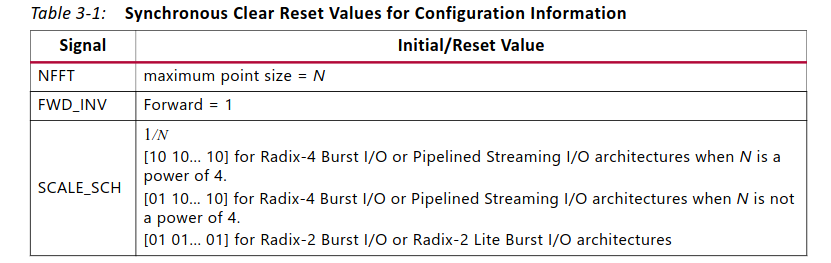 Table 3-1: Synchronous Clear Reset Values for Configuration Information
Signal Initial/Reset Value
NFFT maximum point size = N
FWD_INV Forward = 1
1/N
[10 10... 10] for Radix-4 Burst I/O or Pipelined Streaming I/O architectures when N is a
power of 4.
SCALE_SCH
[01 10... 10] for Radix-4 Burst I/O or Pipelined Streaming I/O architectures when N is not
a power of 4.
[01 01... 01] for Radix-2 Burst I/O or Radix-2 Lite Burst I/O architectures